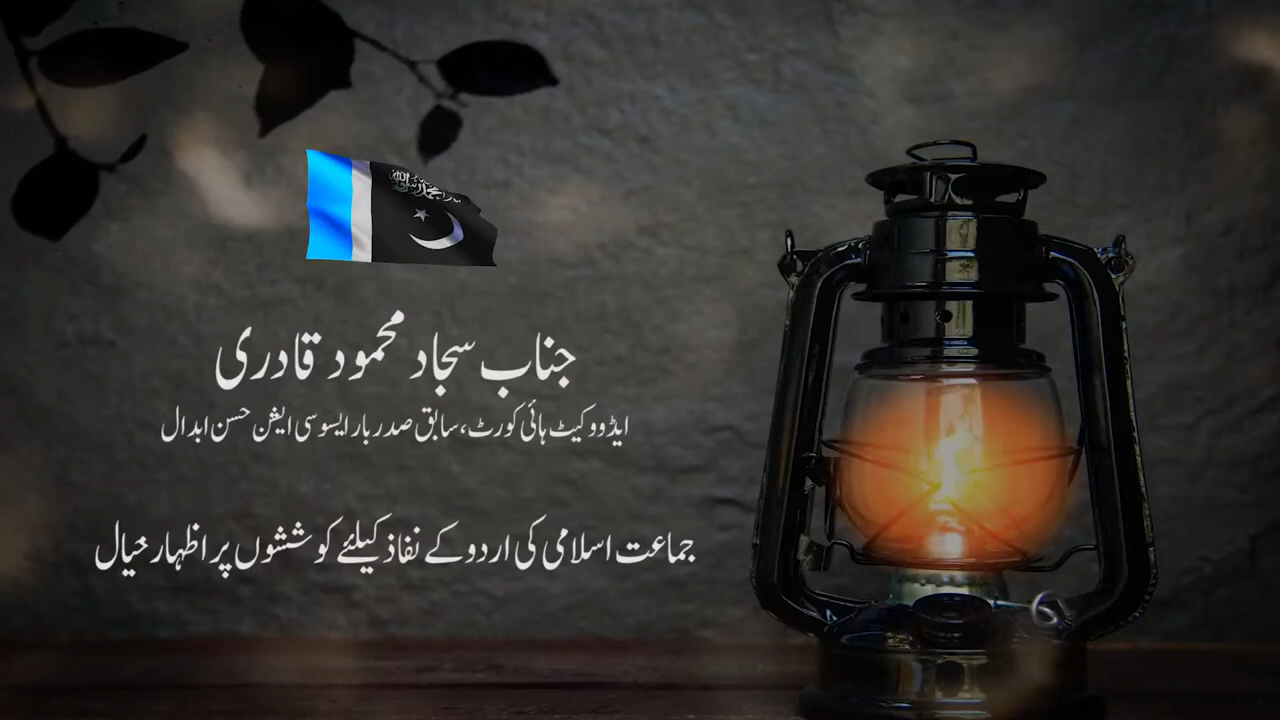 جناب سجاد محمود قادری
ایڈووکیٹ ہائی کورٹ، سابق صدر بار ایسوسی ایشن حسن ابدال
جماعت اسلامی کی اردو کے نفاذ کیلئے کوششوں پر اظہار خیال